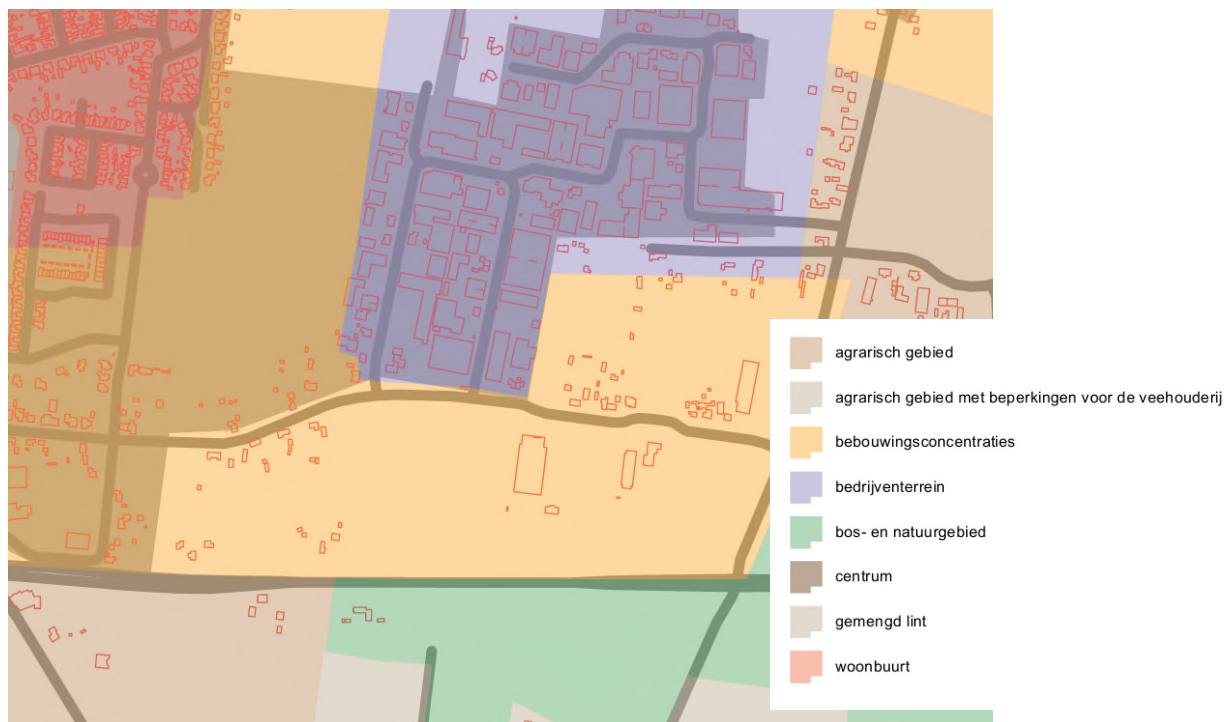 agrarisch gebied
agrarisch gebied met beperkingen voor de veehouderij
bebouwingsconcentraties
bedrijventerrein
bos- en natuurgebied
centrum
gemengd lint
woonbuurt